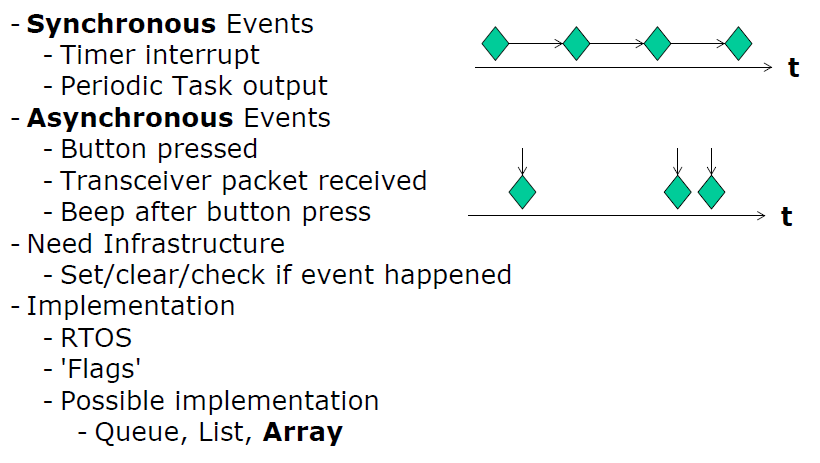 - Synchronous Events
- Timer interrupt
- Periodic Task output
- Asynchronous Events
- Button pressed
- Transceiver packet received
- Beep after button press
- Need Infrastructure
- Set/clear/check if event happened
- Implementation
- RTOS
- 'Flags'
- Possible implementation
- Queue, List, Array
t
t